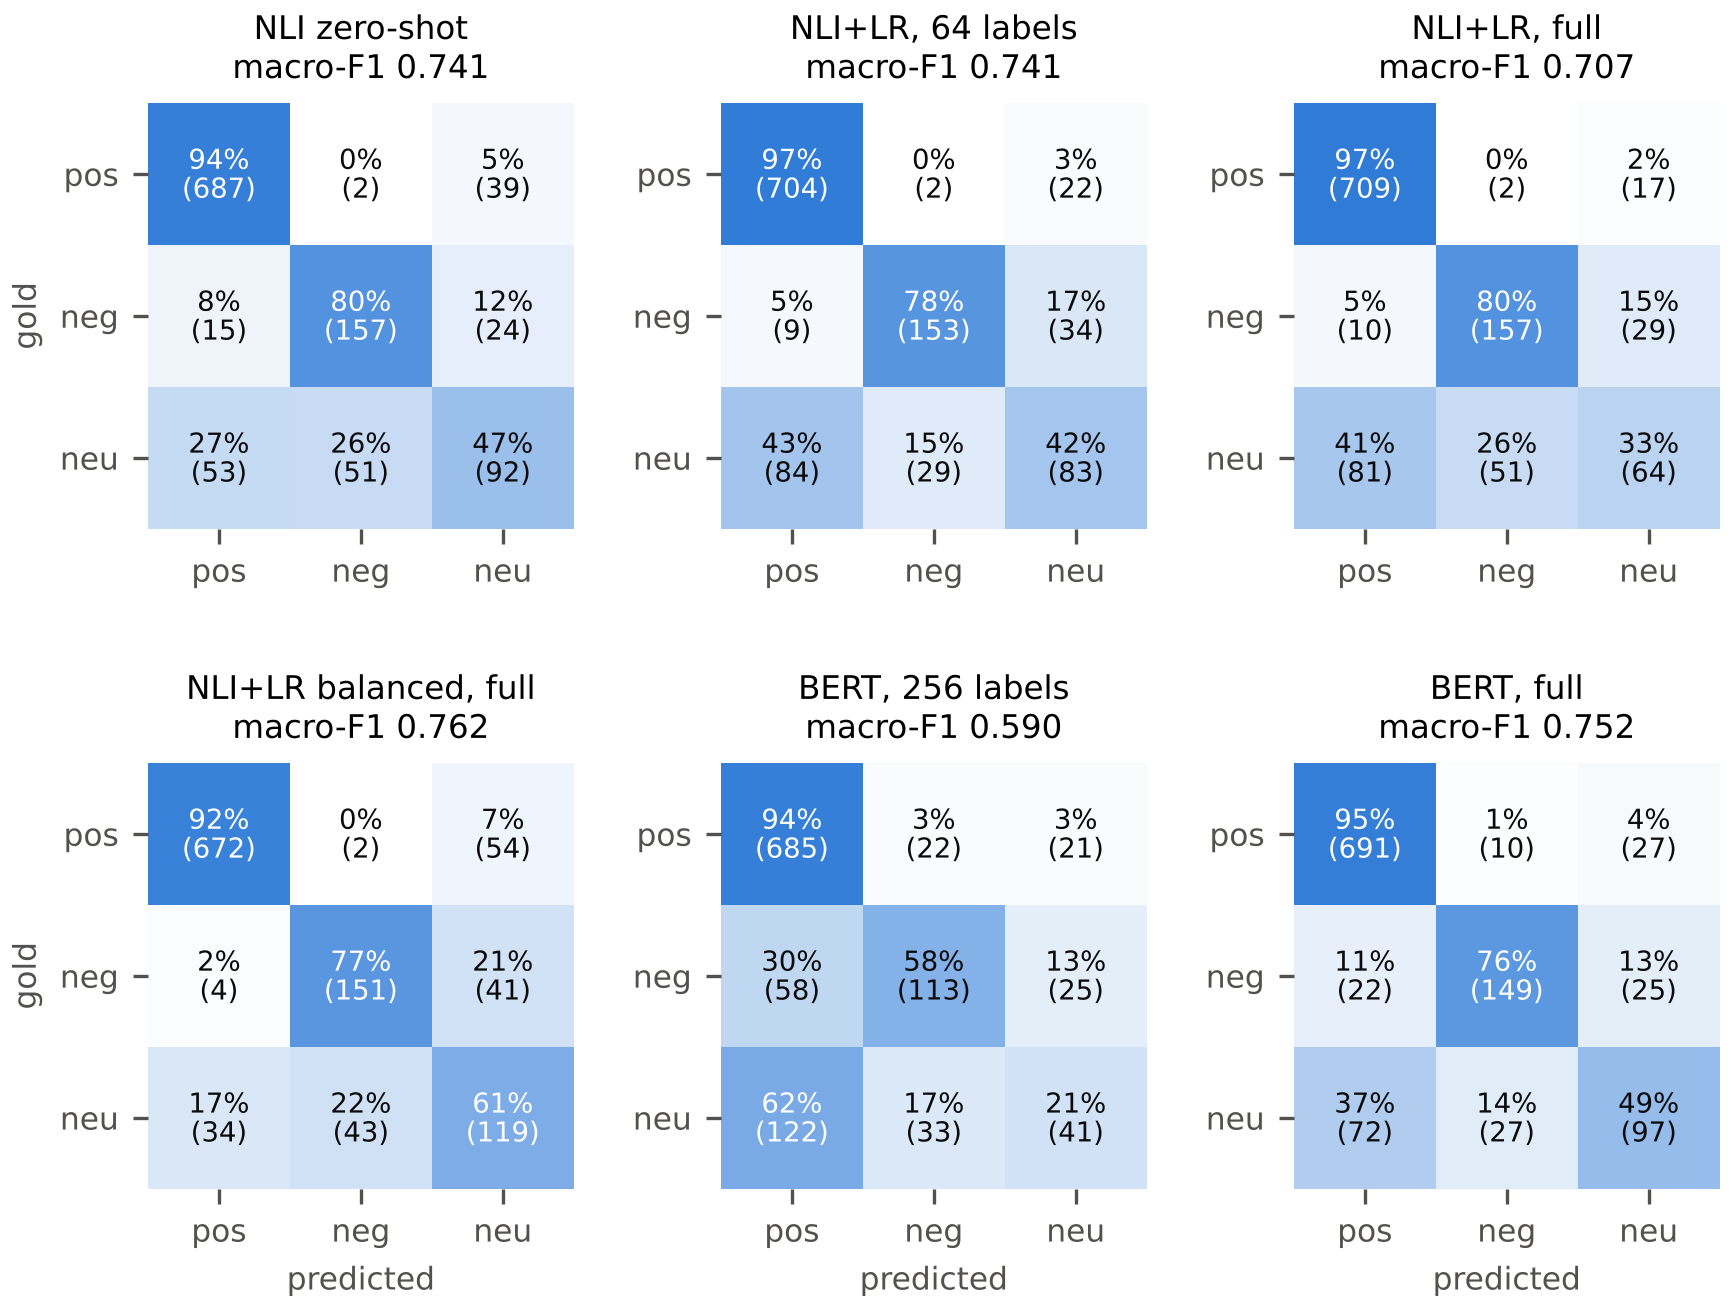 NLI zero-shot
macro-F1 0.741
NLI+LR, 64 labels
macro-F1 0.741
NLI+LR, full
macro-F1 0.707
gold
pos
94%
(687)
0%
(2)
5%
(39)
neg
8%
(15)
80%
(157)
12%
(24)
neu
27%
(53)
26%
(51)
47%
(92)
pos neg neu
pos
97%
(704)
0%
(2)
3%
(22)
neg
5%
(9)
78%
(153)
17%
(34)
neu
43%
(84)
15%
(29)
42%
(83)
pos neg neu
pos
97%
(709)
0%
(2)
2%
(17)
neg
5%
(10)
80%
(157)
15%
(29)
neu
41%
(81)
26%
(51)
33%
(64)
pos neg neu
NLI+LR balanced, full
macro-F1 0.762
BERT, 256 labels
macro-F1 0.590
BERT, full
macro-F1 0.752
gold
pos
92%
(672)
0%
(2)
7%
(54)
neg
2%
(4)
77%
(151)
21%
(41)
neu
17%
(34)
22%
(43)
61%
(119)
pos neg neu
predicted
pos
94%
(685)
3%
(22)
3%
(21)
neg
30%
(58)
58%
(113)
13%
(25)
neu
62%
(122)
17%
(33)
21%
(41)
pos neg neu
predicted
pos
95%
(691)
1%
(10)
4%
(27)
neg
11%
(22)
76%
(149)
13%
(25)
neu
37%
(72)
14%
(27)
49%
(97)
pos neg neu
predicted